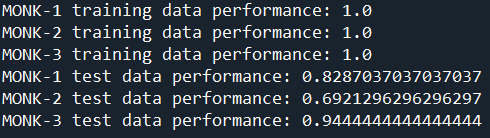 MONK-1 training data performance: 1.0
MONK-2 training data performance: 1.0
MONK-3 training data performance: 1.0
MONK-1 test data performance: 0.8287037037037037
MONK-2 test data performance: 0.6921296296296297
MONK-3 test data performance: 0.9444444444444444